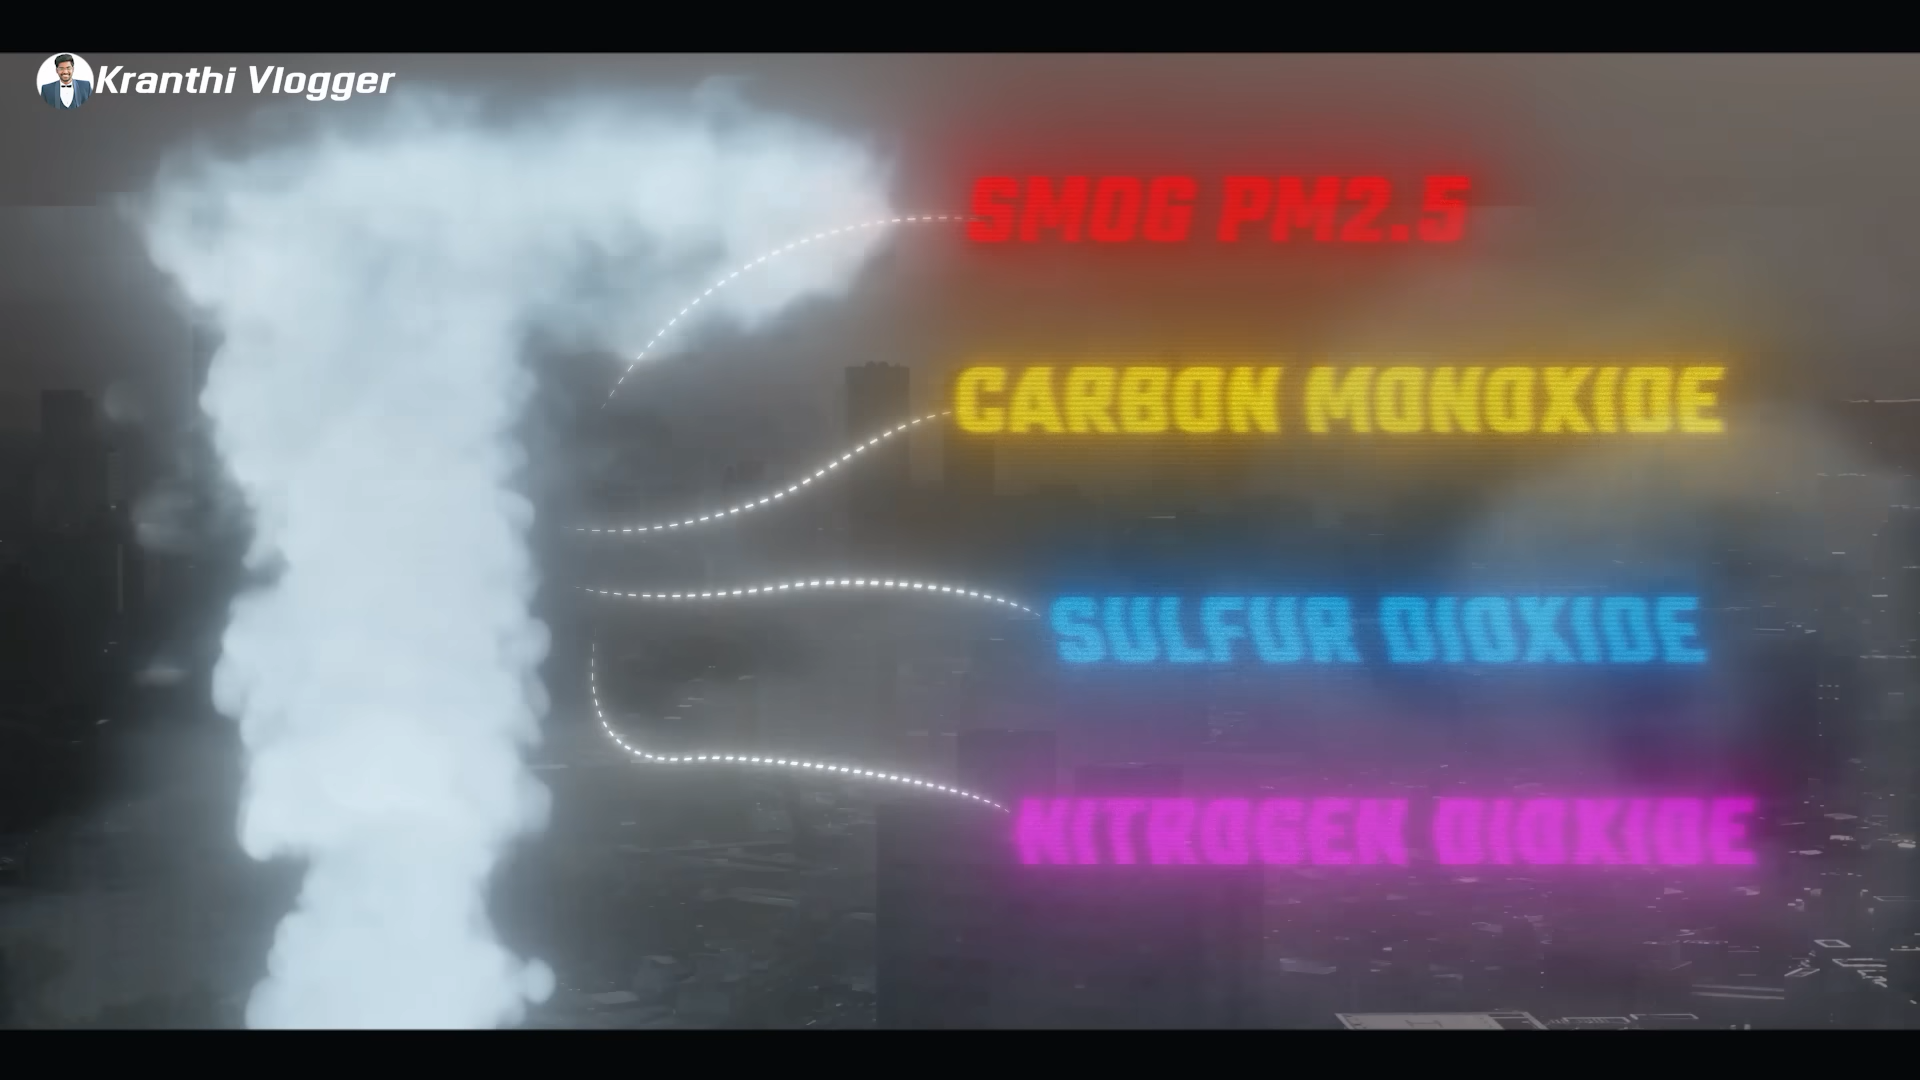 Kranthi Vlogger
SMOG PM2.5
CARBON MONOXIDE
SULFUR DIOXIDE
NITROGEN DIOXIDE